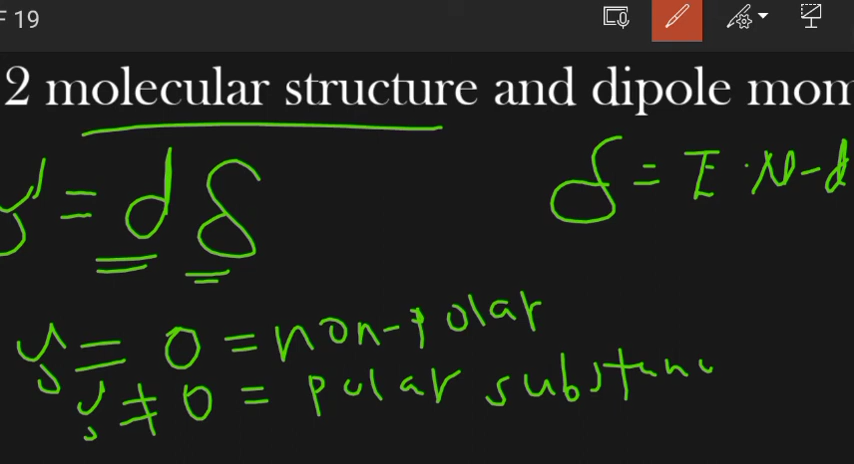 F 19
2 molecular structure and dipole mom
y = d δ
δ = E.N-d
y = 0 = non-polar
y ≠ 0 = polar substanc